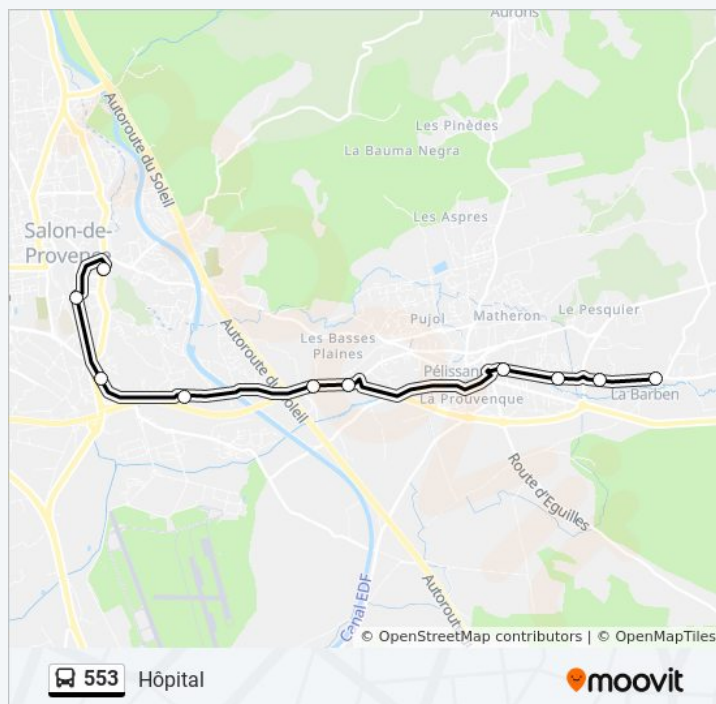 Aurons
Autoroute du Soleil
Les Pinèdes
La Bauma Negra
Les Aspres
Salon-de-
Provence
Le Pesquier
Pujol
Matheron
Autoroute du Soleil
Les Basses
Plaines
Pélissanne
La Barben
La Prouvenque
Route d'Eguilles
Canal EDF
Autorout
© OpenStreetMap contributors | © OpenMapTiles
553 Hôpital
moovit